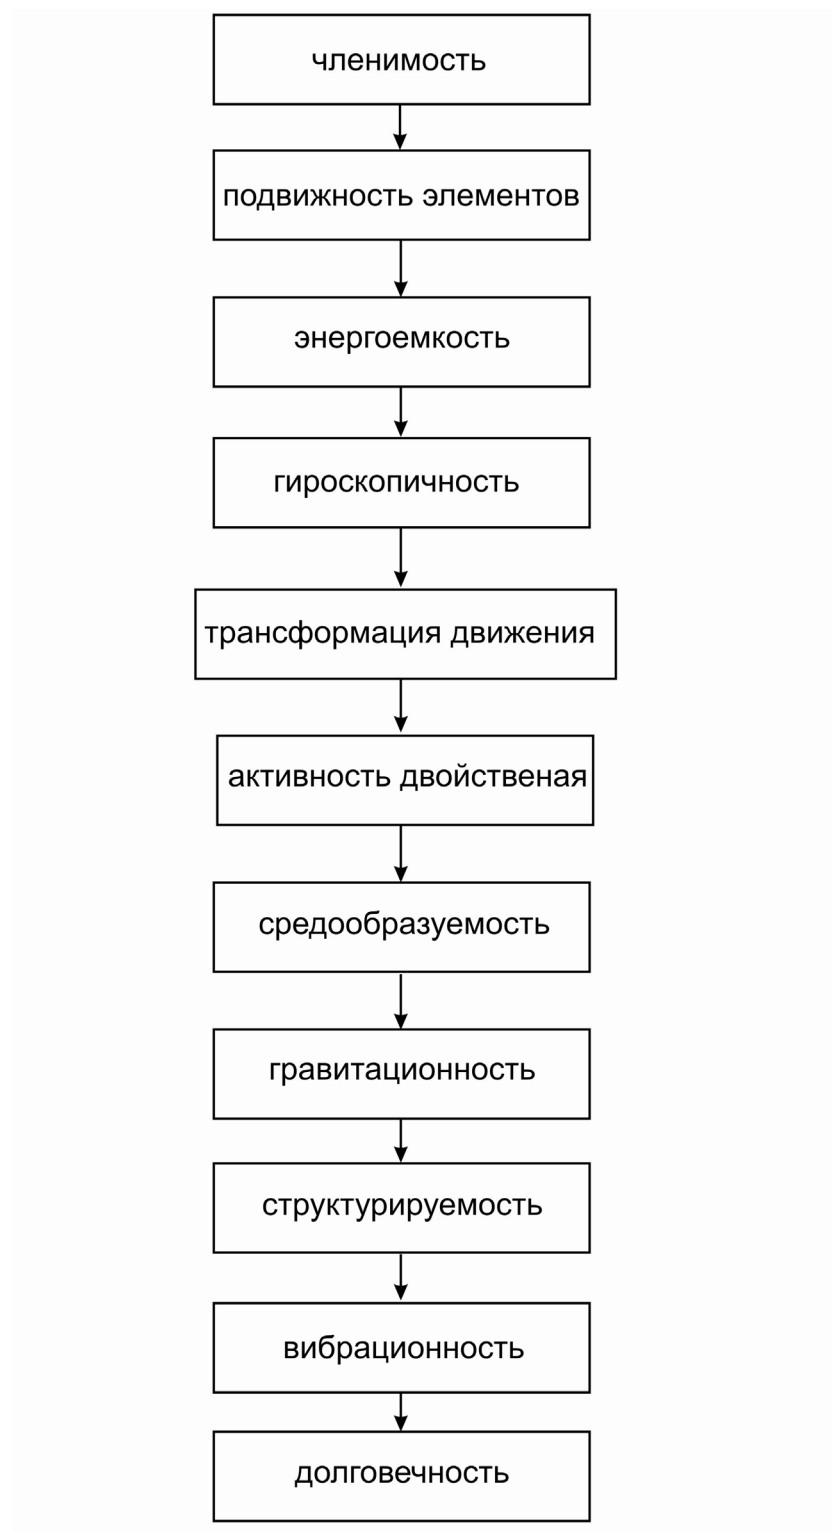 членимость
подвижность элементов
энергоемкость
гироскопичность
трансформация движения
активность двойственая
средообразуемость
гравитационность
структурируемость
вибрационность
долговечность